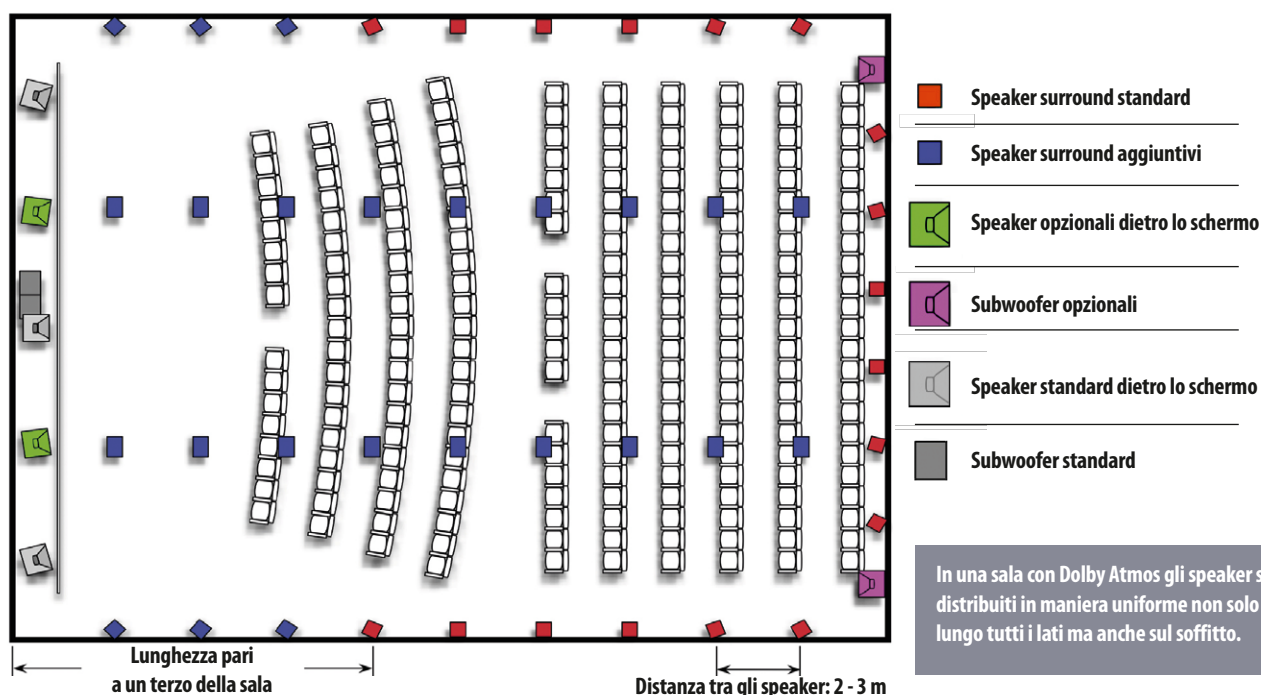 Speaker surround standard
Speaker surround aggiuntivi
Speaker opzionali dietro lo schermo
Subwoofer opzionali
Speaker standard dietro lo schermo
Subwoofer standard
In una sala con Dolby Atmos gli speaker s
distribuiti in maniera uniforme non solo
lungo tutti i lati ma anche sul soffitto.
Lunghezza pari
a un terzo della sala
Distanza tra gli speaker: 2 - 3 m